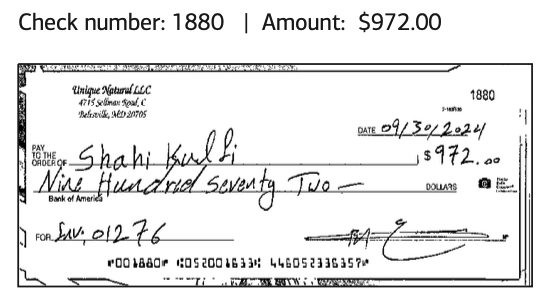 Check number: 1880 | Amount: $972.00
Unique Natural LLC
4715 Sellman Road, C
Beltsville, MD 20705
1880
DATE 09/30/2024
PAY
TO THE
ORDER OF Shahi Kulfi $972.00
Nine Hundred Seventy Two — DOLLARS
Bank of America
FOR Inv. 01276
⑈001880⑈ ⑆052001633⑆ 446052336357⑈